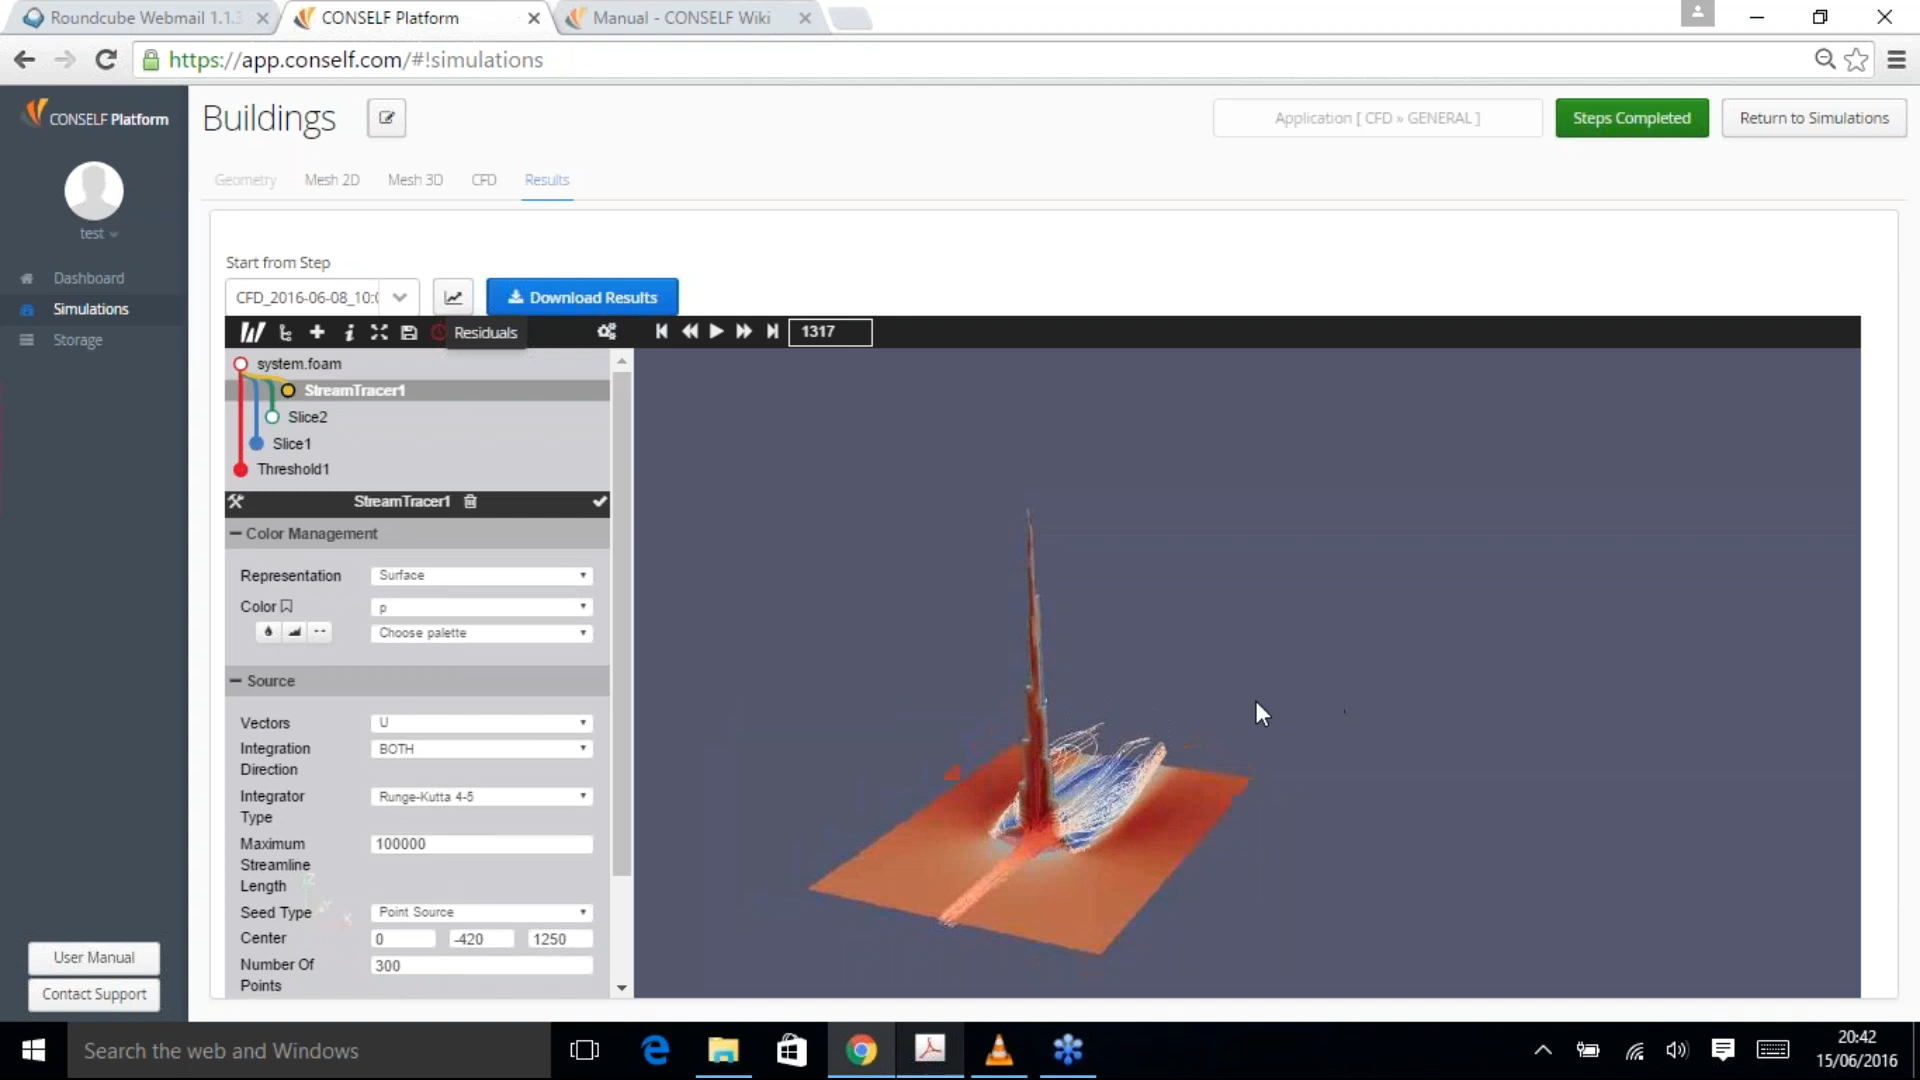 Roundcube Webmail 1.1.3
CONSELF Platform
Manual - CONSELF Wiki
https://app.conself.com/#!simulations
CONSELF Platform
Buildings
Application [ CFD » GENERAL ]
Steps Completed
Return to Simulations
Geometry
Mesh 2D
Mesh 3D
CFD
Results
test
Dashboard
Simulations
Storage
Start from Step
CFD_2016-06-08_10:
Download Results
Residuals
1317
system.foam
StreamTracer1
Slice2
Slice1
Threshold1
StreamTracer1
Color Management
Representation
Surface
Color
p
Choose palette
Source
Vectors
U
Integration
Direction
BOTH
Integrator
Type
Runge-Kutta 4-5
Maximum
Streamline
Length
100000
Seed Type
Point Source
Center
0
-420
1250
Number Of
Points
300
User Manual
Contact Support
Search the web and Windows
20:42
15/06/2016